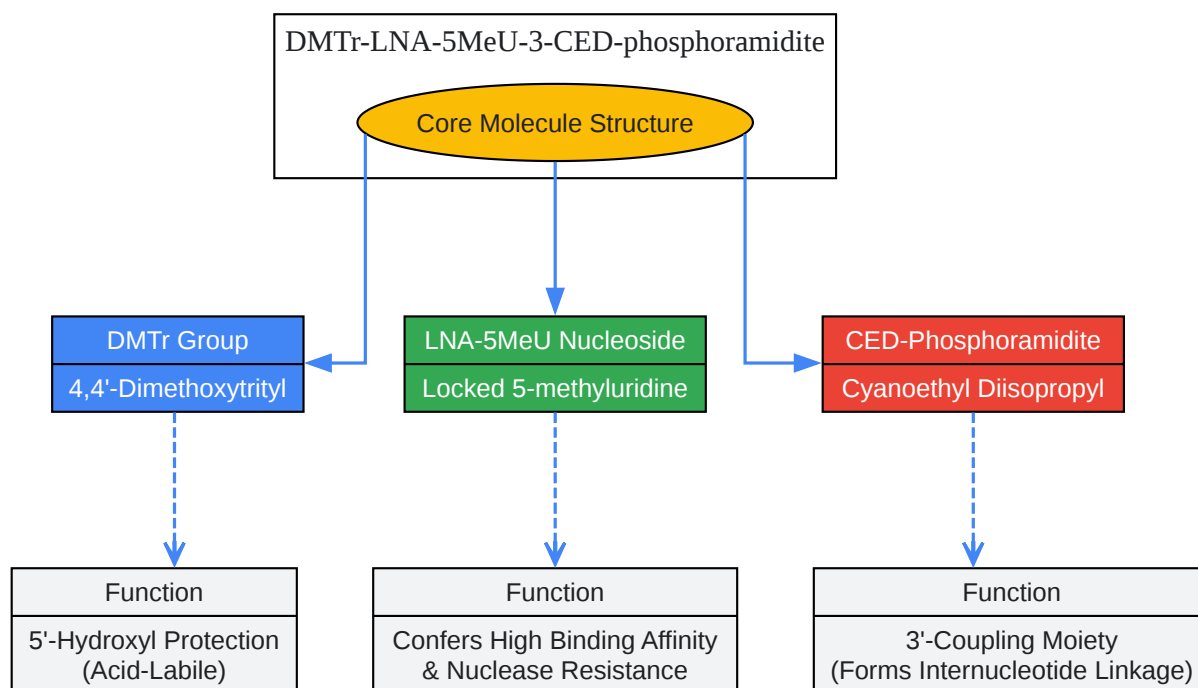 DMTr-LNA-5MeU-3-CED-phosphoramidite
Core Molecule Structure
DMTr Group
4,4'-Dimethoxytrityl
LNA-5MeU Nucleoside
Locked 5-methyluridine
CED-Phosphoramidite
Cyanoethyl Diisopropyl
Function
5'-Hydroxyl Protection
(Acid-Labile)
Function
Confers High Binding Affinity
& Nuclease Resistance
Function
3'-Coupling Moiety
(Forms Internucleotide Linkage)